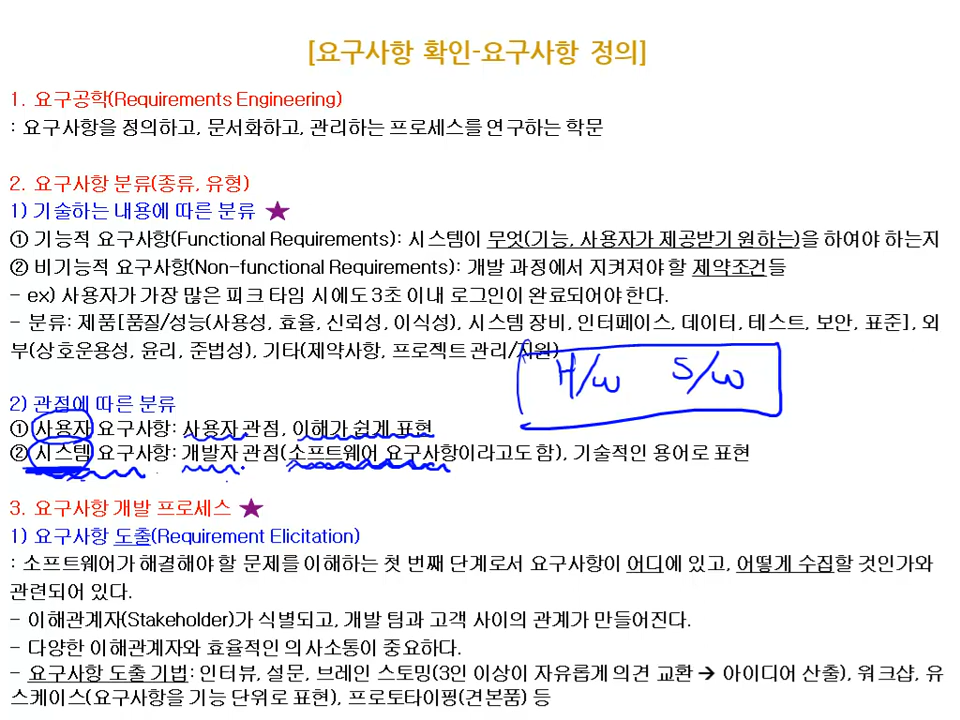 [요구사항 확인-요구사항 정의]
1. 요구공학(Requirements Engineering)
: 요구사항을 정의하고, 문서화하고, 관리하는 프로세스를 연구하는 학문
2. 요구사항 분류(종류, 유형)
1) 기술하는 내용에 따른 분류 ★
① 기능적 요구사항(Functional Requirements): 시스템이 무엇(기능, 사용자가 제공받기 원하는)을 하여야 하는지
② 비기능적 요구사항(Non-functional Requirements): 개발 과정에서 지켜져야 할 제약조건들
- ex) 사용자가 가장 많은 피크 타임 시에도 3초 이내 로그인이 완료되어야 한다.
- 분류: 제품[품질/성능(사용성, 효율, 신뢰성, 이식성), 시스템 장비, 인터페이스, 데이터, 테스트, 보안, 표준], 외
부(상호운용성, 윤리, 준법성), 기타(제약사항, 프로젝트 관리/지원)
H/W S/W
2) 관점에 따른 분류
① 사용자 요구사항: 사용자 관점, 이해가 쉽게 표현
② 시스템 요구사항: 개발자 관점(소프트웨어 요구사항이라고도 함), 기술적인 용어로 표현
3. 요구사항 개발 프로세스 ★
1) 요구사항 도출(Requirement Elicitation)
: 소프트웨어가 해결해야 할 문제를 이해하는 첫 번째 단계로서 요구사항이 어디에 있고, 어떻게 수집할 것인가와
관련되어 있다.
- 이해관계자(Stakeholder)가 식별되고, 개발 팀과 고객 사이의 관계가 만들어진다.
- 다양한 이해관계자와 효율적인 의사소통이 중요하다.
- 요구사항 도출 기법: 인터뷰, 설문, 브레인 스토밍(3인 이상이 자유롭게 의견 교환 → 아이디어 산출), 워크샵, 유
스케이스(요구사항을 기능 단위로 표현), 프로토타이핑(견본품) 등